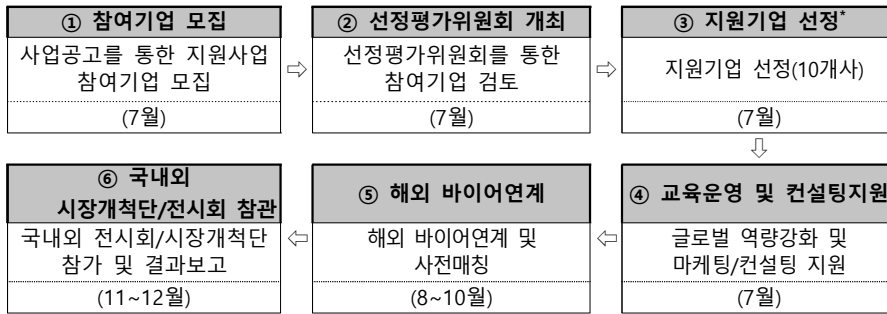 ① 참여기업 모집
사업공고를 통한 지원사업
참여기업 모집
(7월)
⇨
② 선정평가위원회 개최
선정평가위원회를 통한
참여기업 검토
(7월)
⇨
③ 지원기업 선정*
지원기업 선정(10개사)
(7월)
⇩
④ 교육운영 및 컨설팅지원
글로벌 역량강화 및
마케팅/컨설팅 지원
(7월)
⇦
⑤ 해외 바이어연계
해외 바이어연계 및
사전매칭
(8~10월)
⇦
⑥ 국내외
시장개척단/전시회 참관
국내외 전시회/시장개척단
참가 및 결과보고
(11~12월)